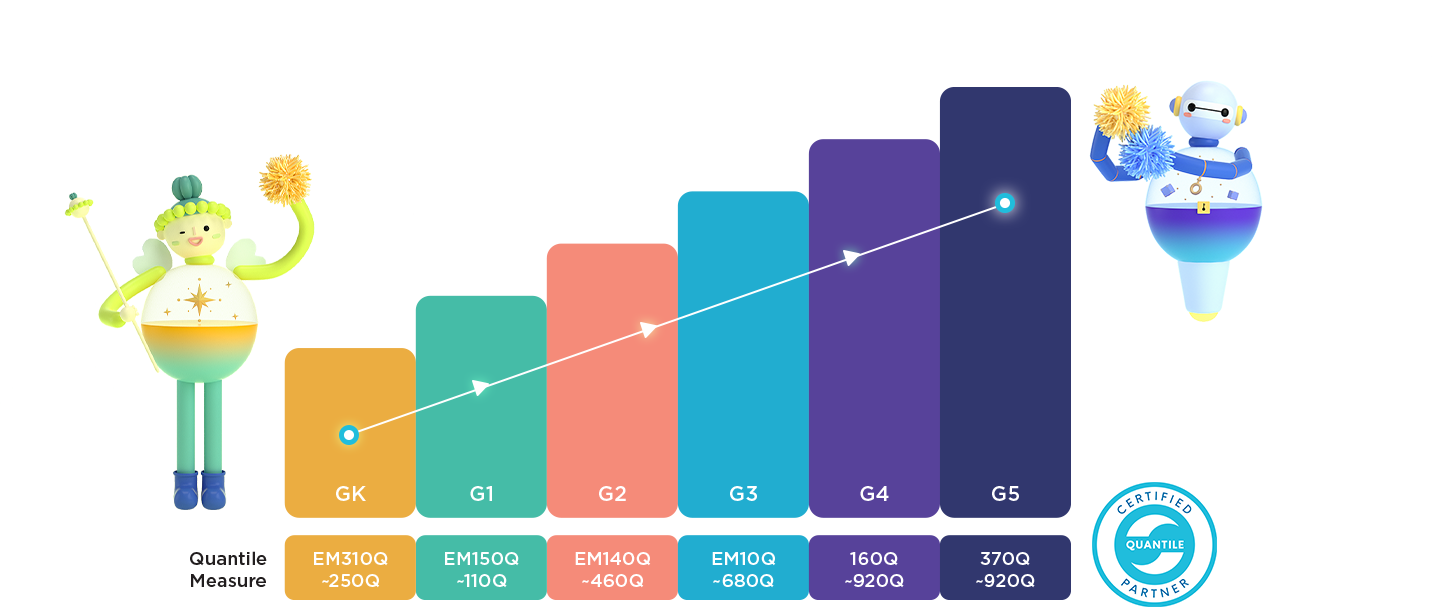 GK
G1
G2
G3
G4
G5
Quantile
Measure
EM310Q
~250Q
EM150Q
~110Q
EM140Q
~460Q
EM10Q
~680Q
160Q
~920Q
370Q
~920Q
CERTIFIED
QUANTILE
PARTNER